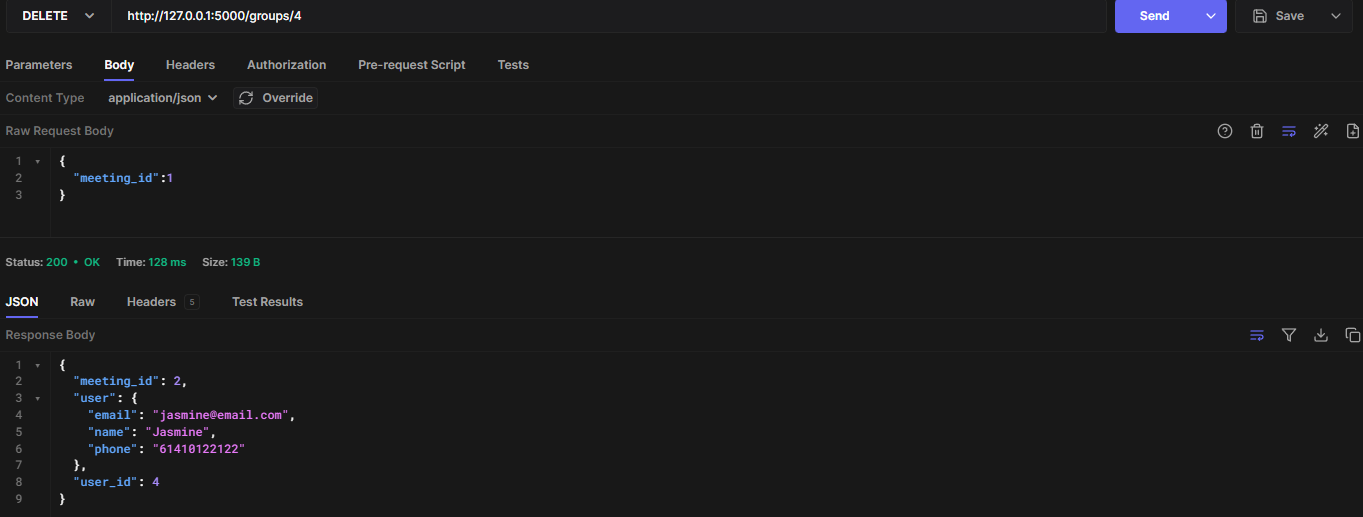 DELETE http://127.0.0.1:5000/groups/4 Send Save
Parameters Body Headers Authorization Pre-request Script Tests
Content Type application/json Override
Raw Request Body
1 {
2 "meeting_id":1
3 }
Status: 200 • OK Time: 128 ms Size: 139 B
JSON Raw Headers 5 Test Results
Response Body
1 {
2 "meeting_id": 2,
3 "user": {
4 "email": "jasmine@email.com",
5 "name": "Jasmine",
6 "phone": "61410122122"
7 },
8 "user_id": 4
9 }